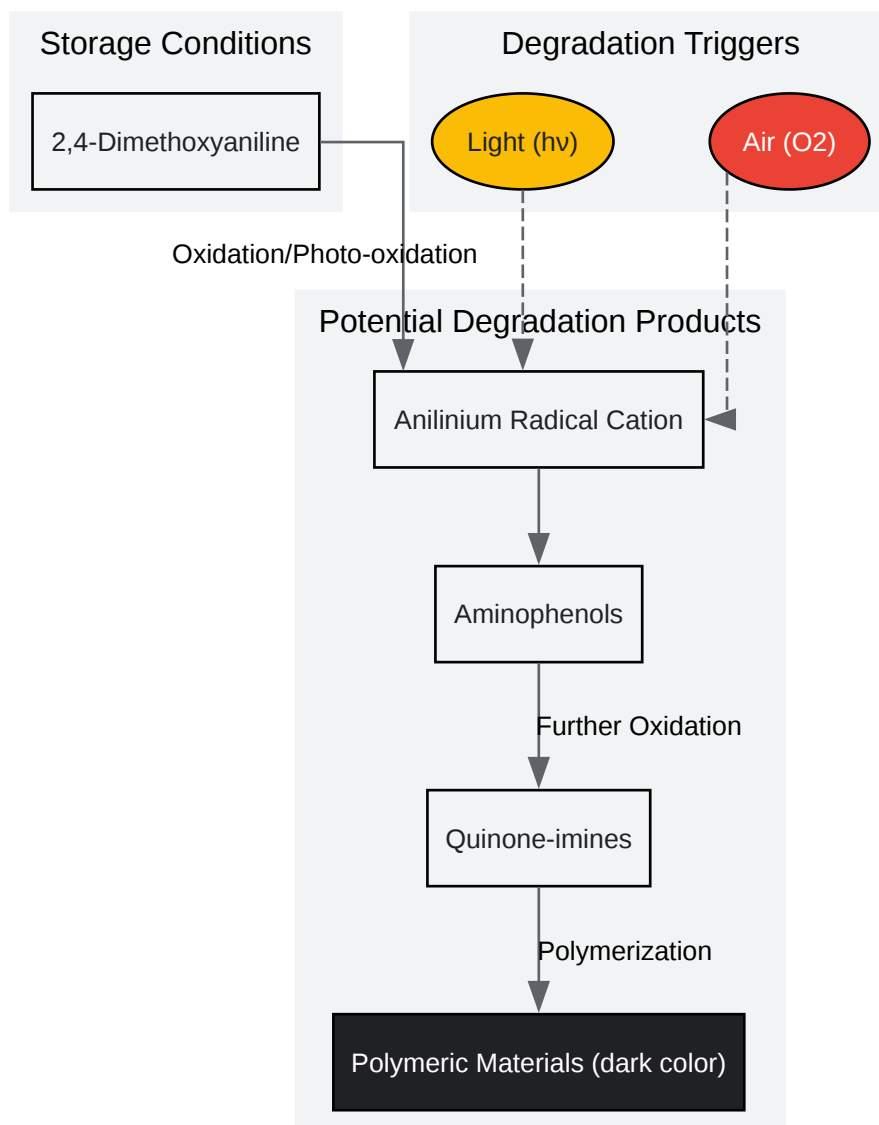 Storage Conditions
Degradation Triggers
2,4-Dimethoxyaniline
Light (hν)
Air (O2)
Oxidation/Photo-oxidation
Potential Degradation Products
Anilinium Radical Cation
Aminophenols
Further Oxidation
Quinone-imines
Polymerization
Polymeric Materials (dark color)